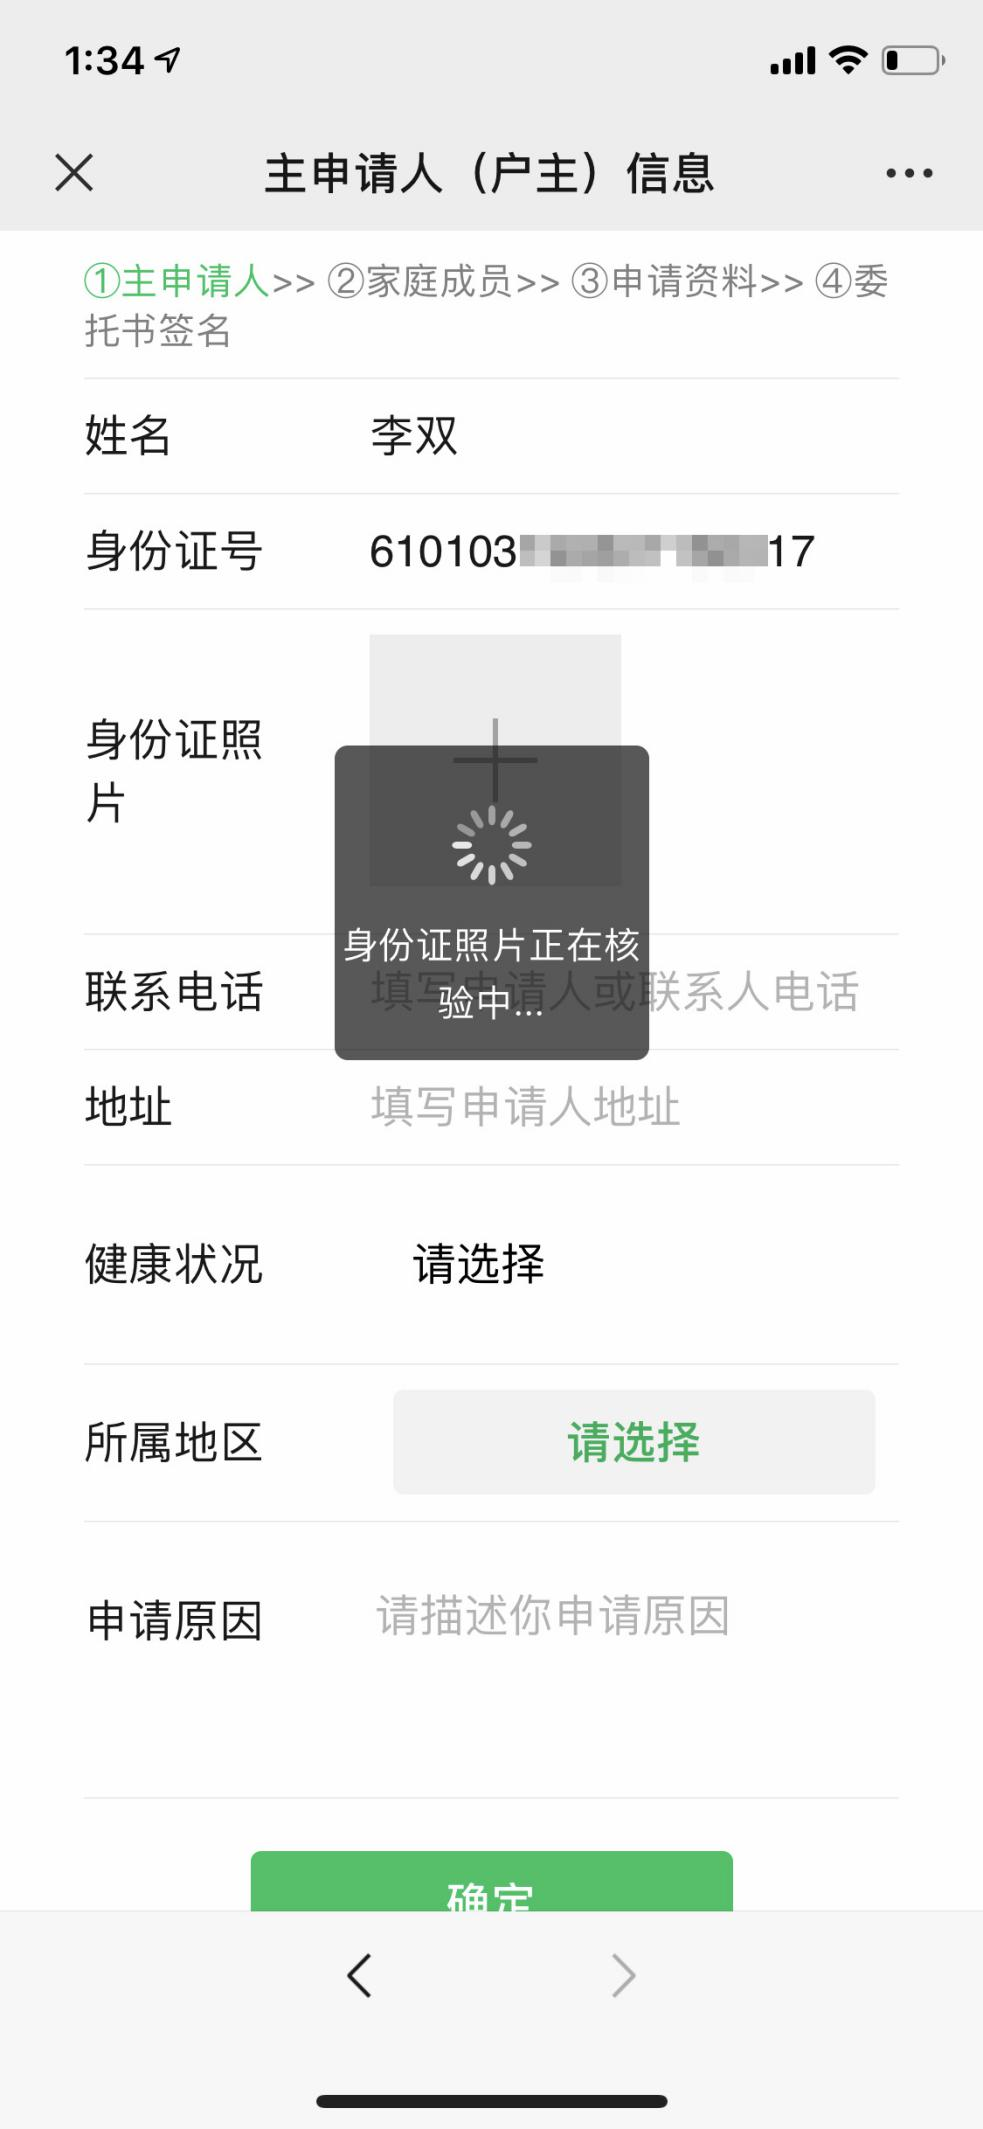 1:34
主申请人（户主）信息
①主申请人>> ②家庭成员>> ③申请资料>> ④委
托书签名
姓名 李双
身份证号 610103 17
身份证照
片
身份证照片正在核
验中...
联系电话 填写申请人或联系人电话
地址 填写申请人地址
健康状况 请选择
所属地区 请选择
申请原因 请描述你申请原因
确定